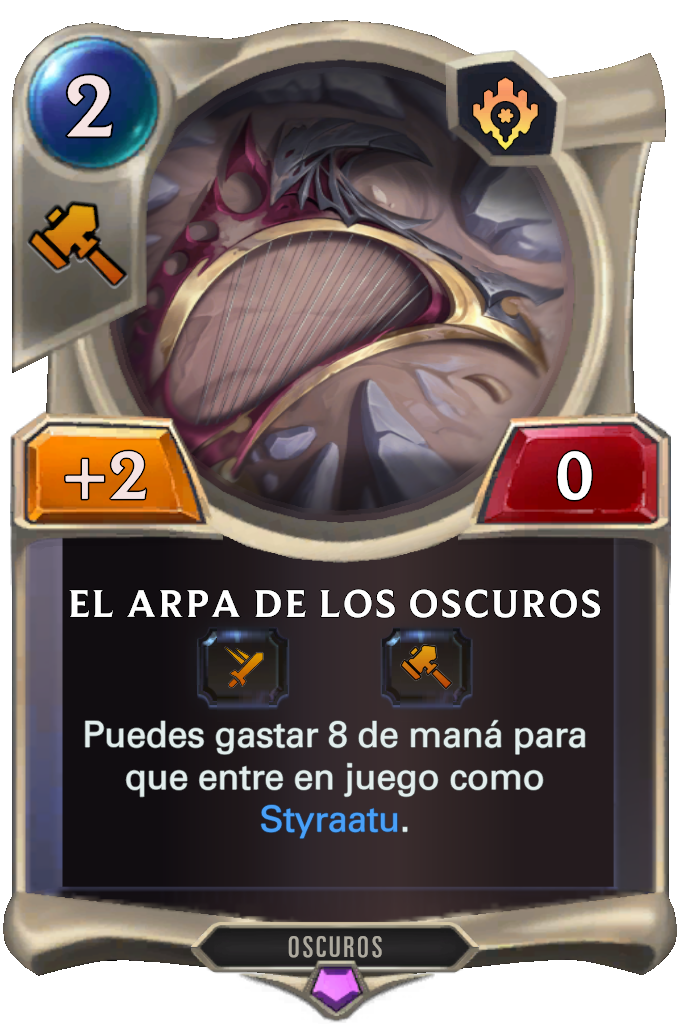 2
+2
0
EL ARPA DE LOS OSCUROS
Puedes gastar 8 de maná para
que entre en juego como
Styraatu.
OSCUROS